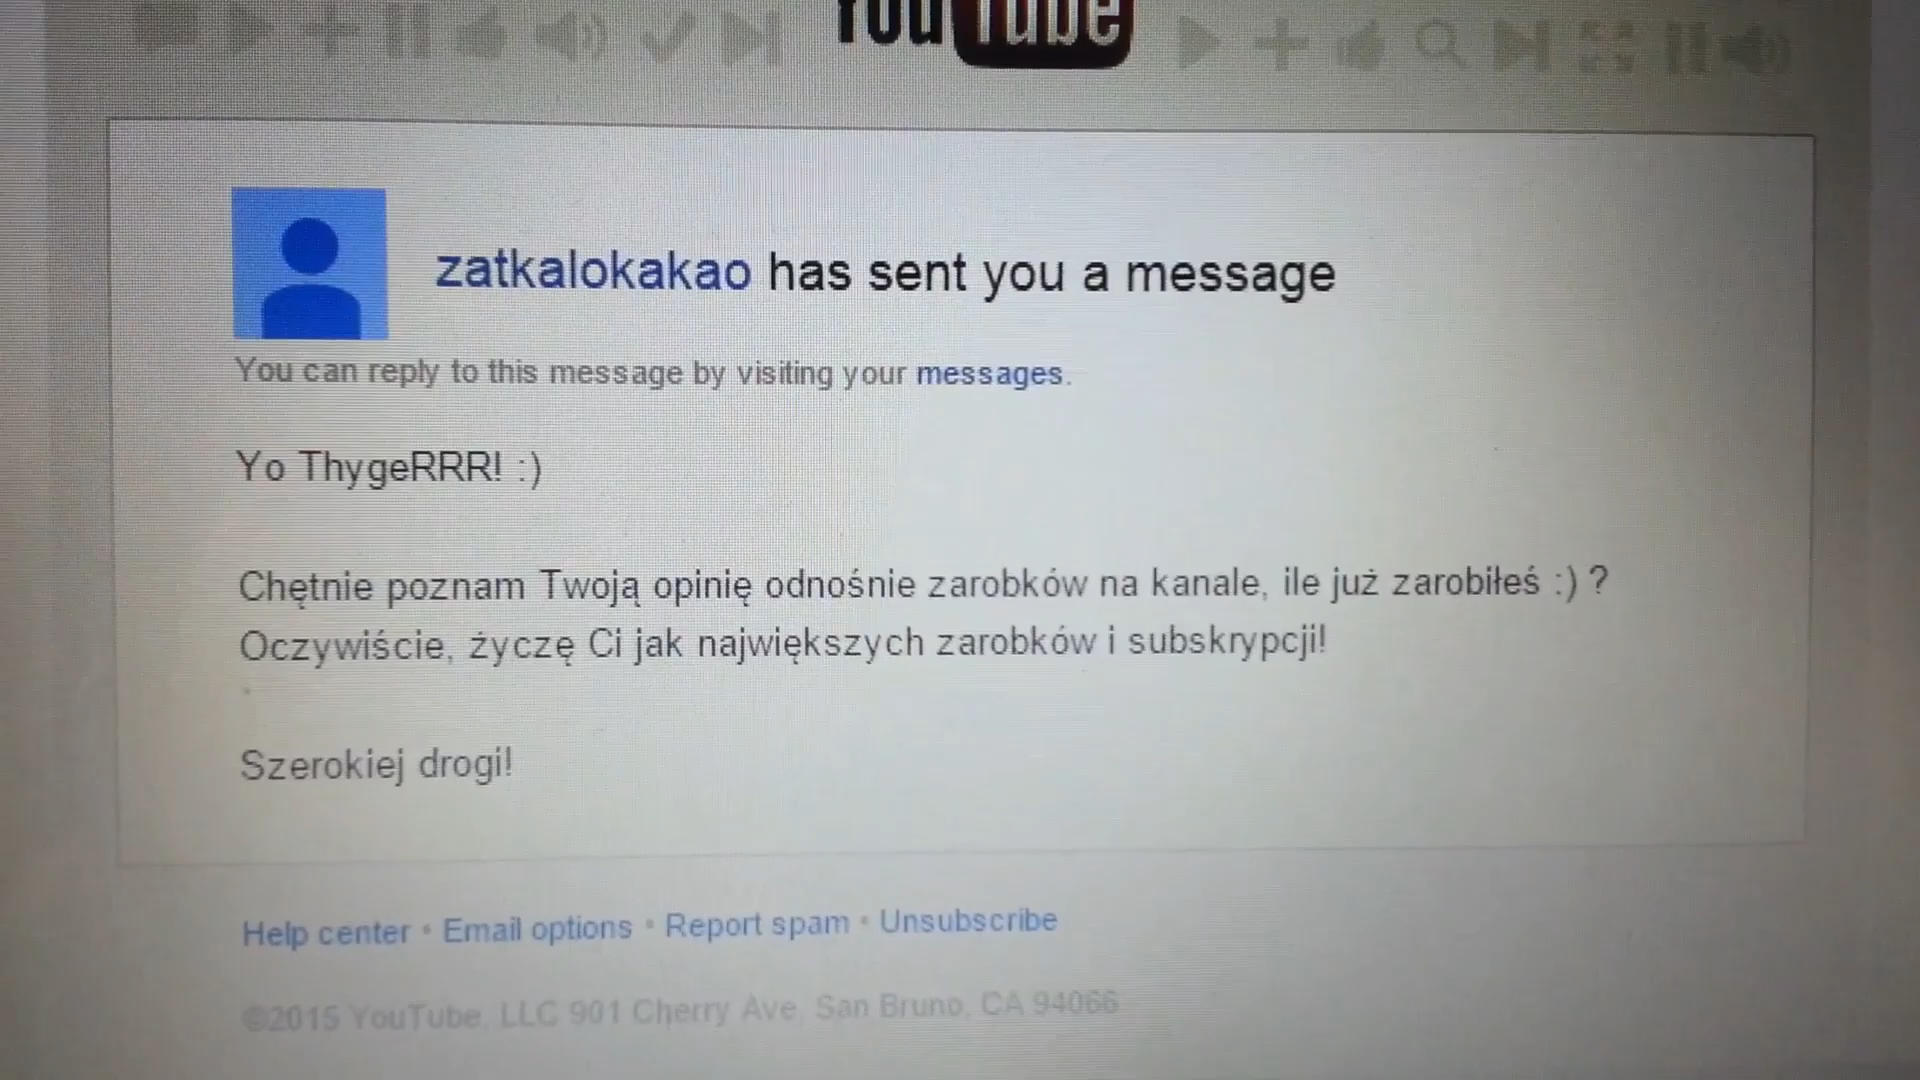 YouTube
zatkalokakao has sent you a message
You can reply to this message by visiting your messages.
Yo ThygeRRR! :)
Chętnie poznam Twoją opinię odnośnie zarobków na kanale, ile już zarobiłeś :) ?
Oczywiście, życzę Ci jak największych zarobków i subskrypcji!
Szerokiej drogi!
Help center • Email options • Report spam • Unsubscribe
©2015 YouTube, LLC 901 Cherry Ave, San Bruno, CA 94066